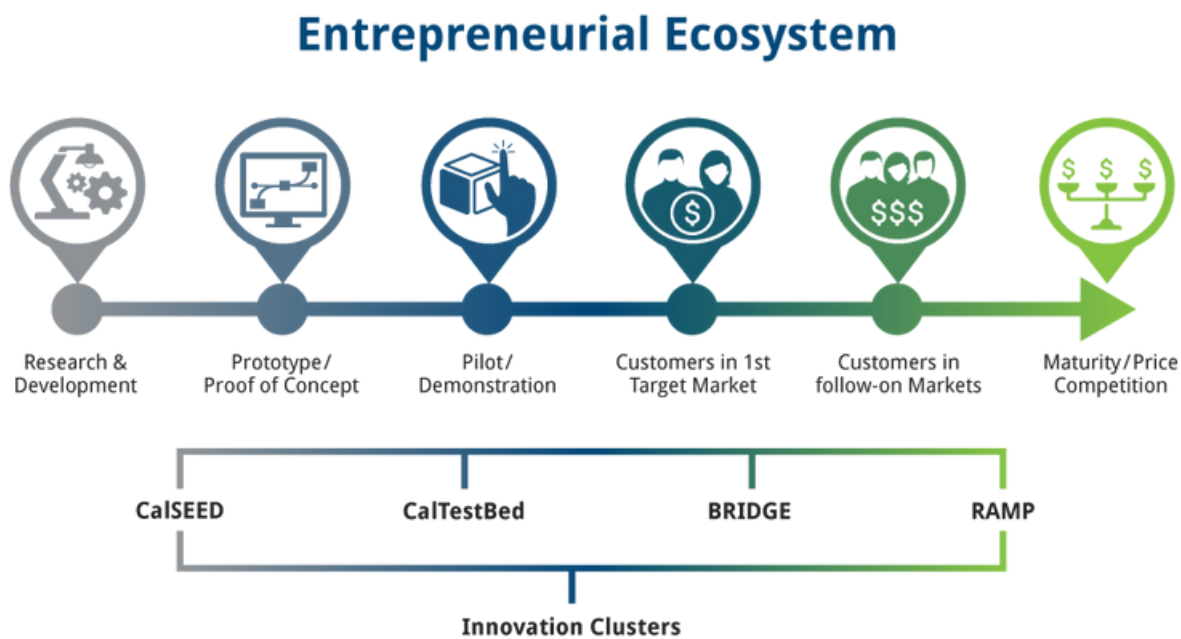 Entrepreneurial Ecosystem
$
$$$
$ $ $
Research &
Development
Prototype/
Proof of Concept
Pilot/
Demonstration
Customers in 1st
Target Market
Customers in
follow-on Markets
Maturity/Price
Competition
CalSEED
CalTestBed
BRIDGE
RAMP
Innovation Clusters